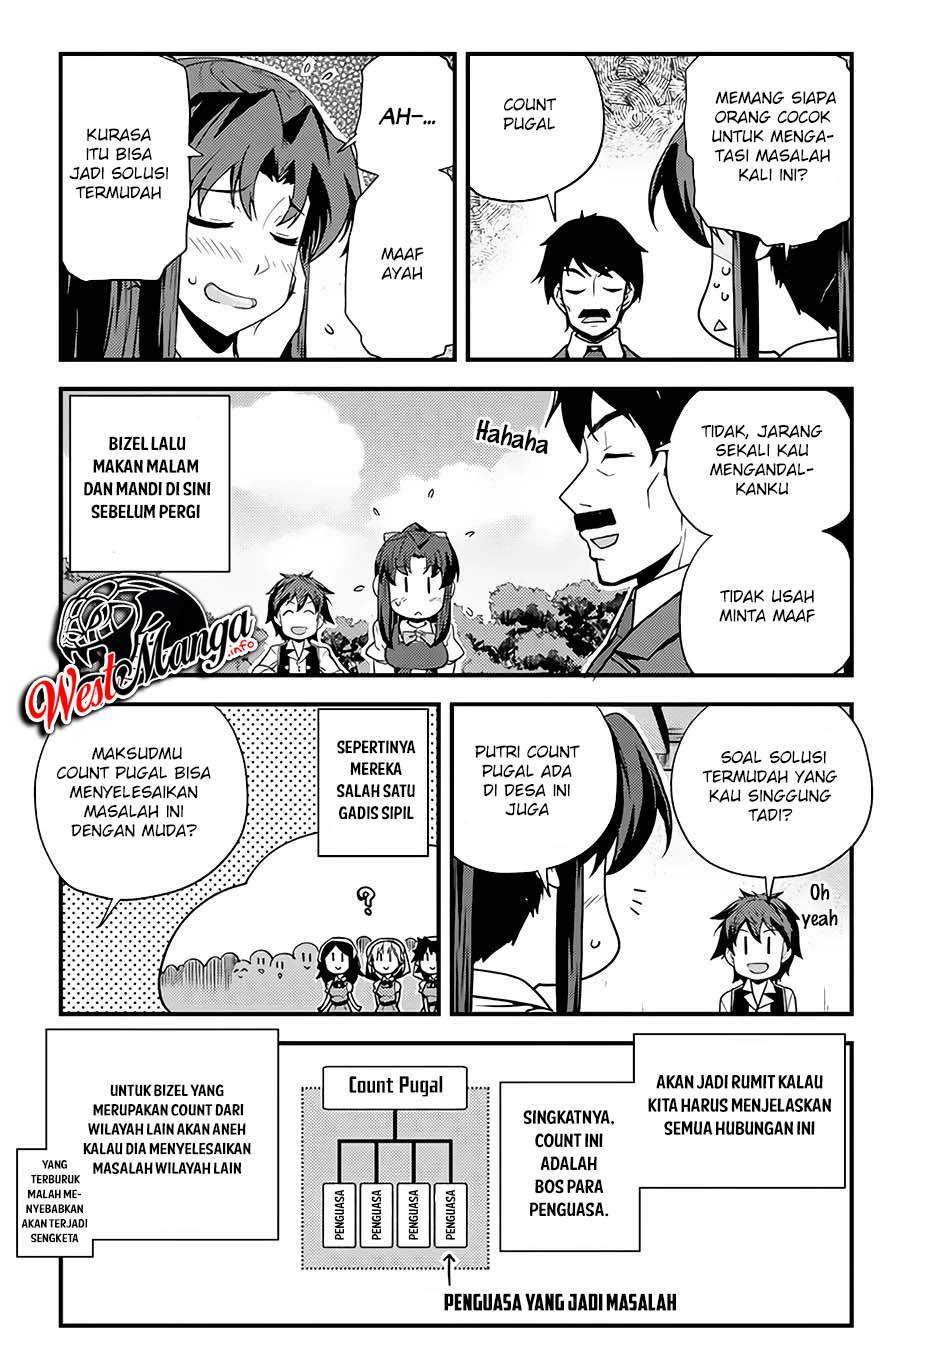 MEMANG SIAPA
ORANG COCOK
UNTUK MENGA-
TASI MASALAH
KALI INI?
COUNT
PUGAL
AH–...
MAAF
AYAH
KURASA
ITU BISA
JADI SOLUSI
TERMUDAH
TIDAK, JARANG
SEKALI KAU
MENGANDAL-
KANKU
TIDAK USAH
MINTA MAAF
Hahaha
BIZEL LALU
MAKAN MALAM
DAN MANDI DI SINI
SEBELUM PERGI
WestManga
.info
SOAL SOLUSI
TERMUDAH YANG
KAU SINGGUNG
TADI?
Oh
yeah
PUTRI COUNT
PUGAL ADA
DI DESA INI
JUGA
SEPERTINYA
MEREKA
SALAH SATU
GADIS SIPIL
?
MAKSUDMU
COUNT PUGAL BISA
MENYELESAIKAN
MASALAH INI
DENGAN MUDA?
AKAN JADI RUMIT KALAU
KITA HARUS MENJELASKAN
SEMUA HUBUNGAN INI
SINGKATNYA,
COUNT INI
ADALAH
BOS PARA
PENGUASA.
Count Pugal
PENGUASA
PENGUASA
PENGUASA
PENGUASA
PENGUASA YANG JADI MASALAH
UNTUK BIZEL YANG
MERUPAKAN COUNT DARI
WILAYAH LAIN AKAN ANEH
KALAU DIA MENYELESAIKAN
MASALAH WILAYAH LAIN
YANG
TERBURUK
MALAH ME-
NYEBABKAN
AKAN TERJADI
SENGKETA